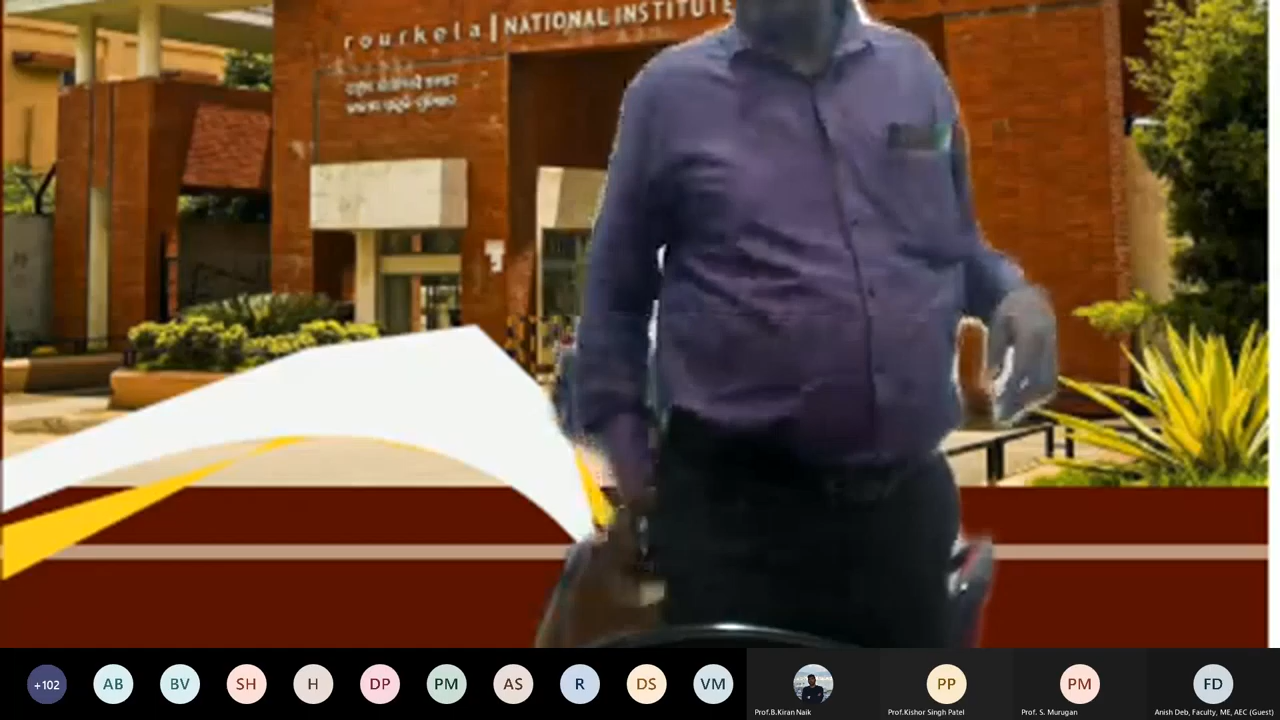 rourkela | NATIONAL INSTITUTE
+102
AB
BV
SH
H
DP
PM
AS
R
DS
VM
PP
PM
FD
Prof.B.Kiran Naik
Prof.Kishor Singh Patel
Prof. S. Murugan
Anish Deb, Faculty, ME, AEC (Guest)